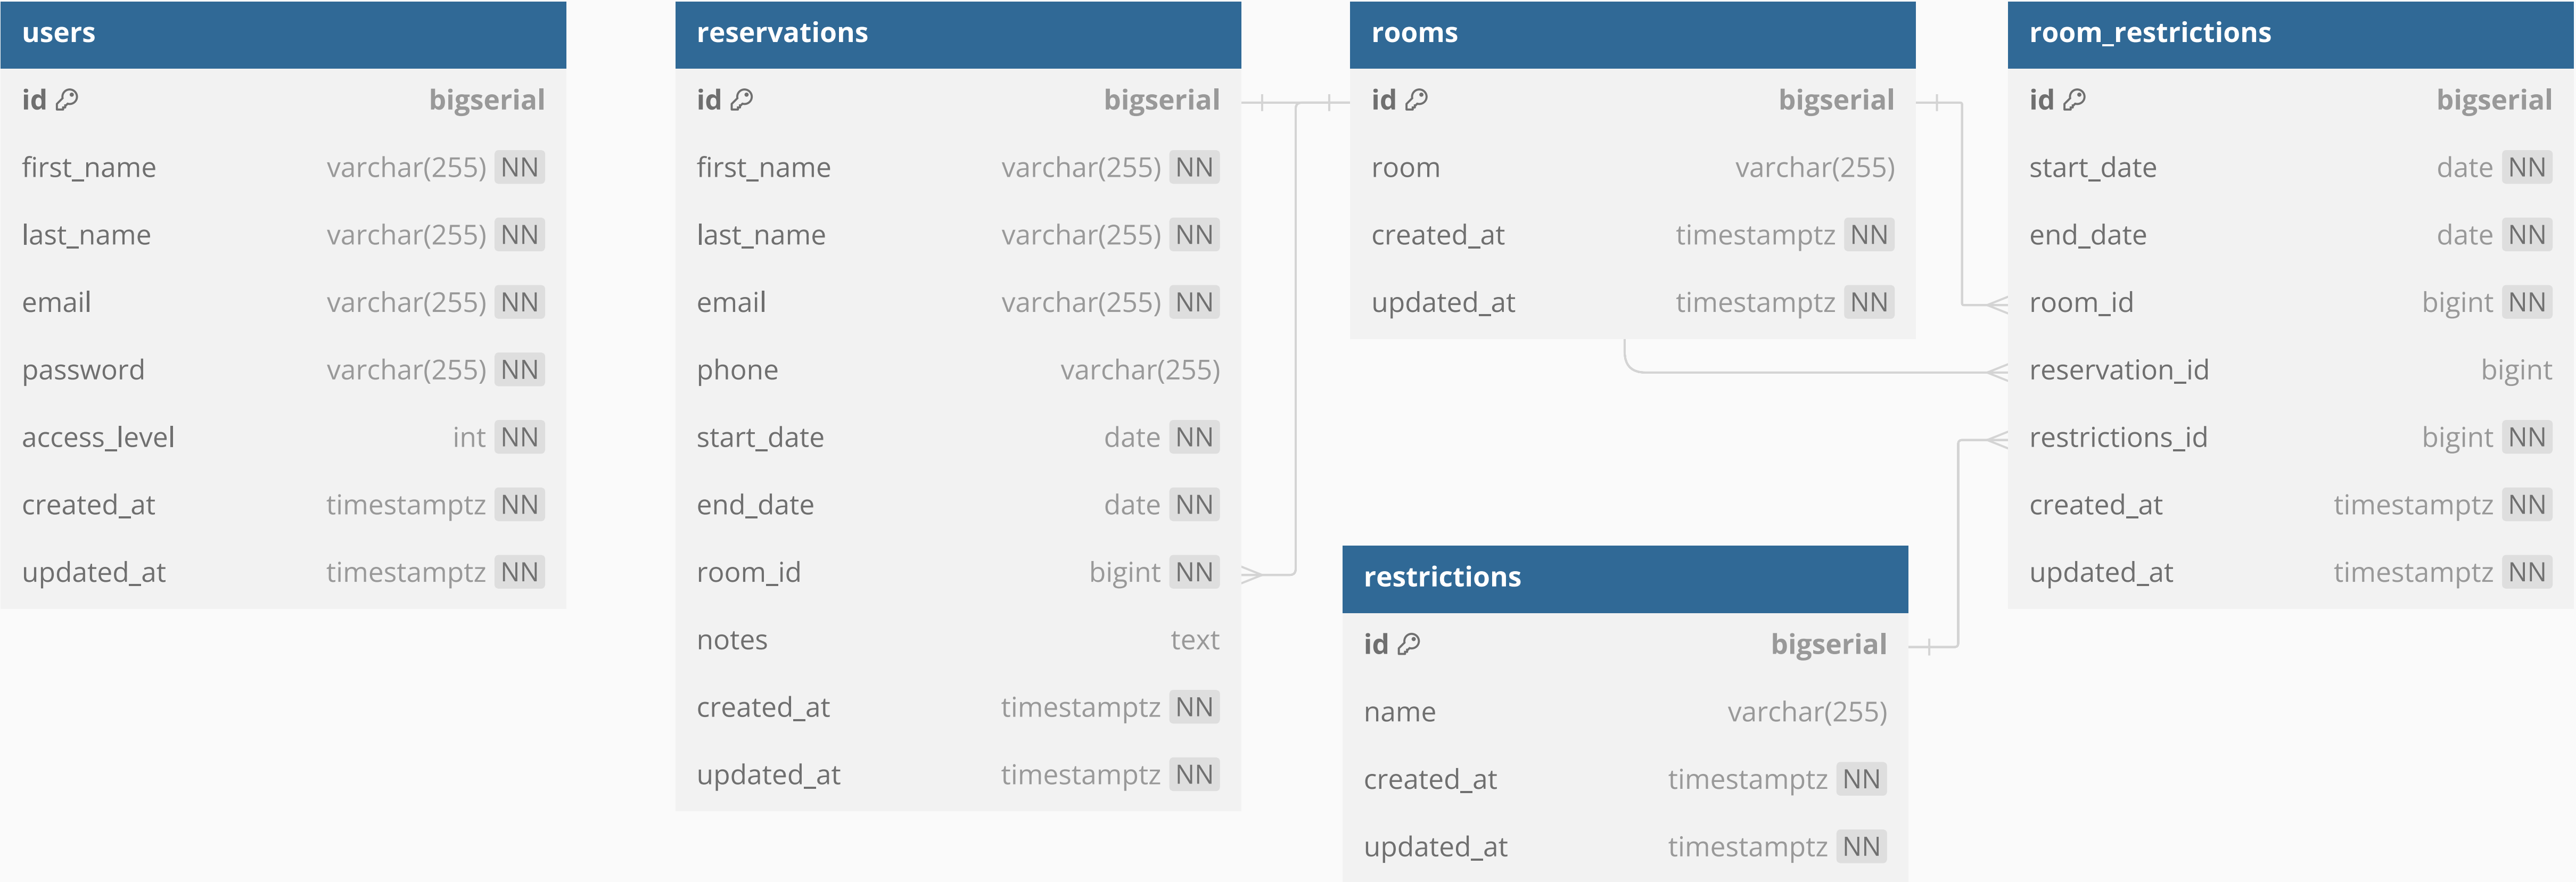 users
id bigserial
first_name varchar(255) NN
last_name varchar(255) NN
email varchar(255) NN
password varchar(255) NN
access_level int NN
created_at timestamptz NN
updated_at timestamptz NN
reservations
id bigserial
first_name varchar(255) NN
last_name varchar(255) NN
email varchar(255) NN
phone varchar(255)
start_date date NN
end_date date NN
room_id bigint NN
notes text
created_at timestamptz NN
updated_at timestamptz NN
rooms
id bigserial
room varchar(255)
created_at timestamptz NN
updated_at timestamptz NN
restrictions
id bigserial
name varchar(255)
created_at timestamptz NN
updated_at timestamptz NN
room_restrictions
id bigserial
start_date date NN
end_date date NN
room_id bigint NN
reservation_id bigint
restrictions_id bigint NN
created_at timestamptz NN
updated_at timestamptz NN